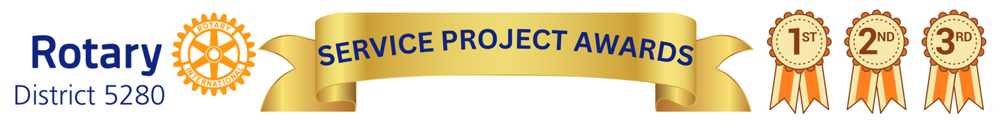 Rotary
District 5280
ROTARY
INTERNATIONAL
SERVICE PROJECT AWARDS
1ST
2ND
3RD